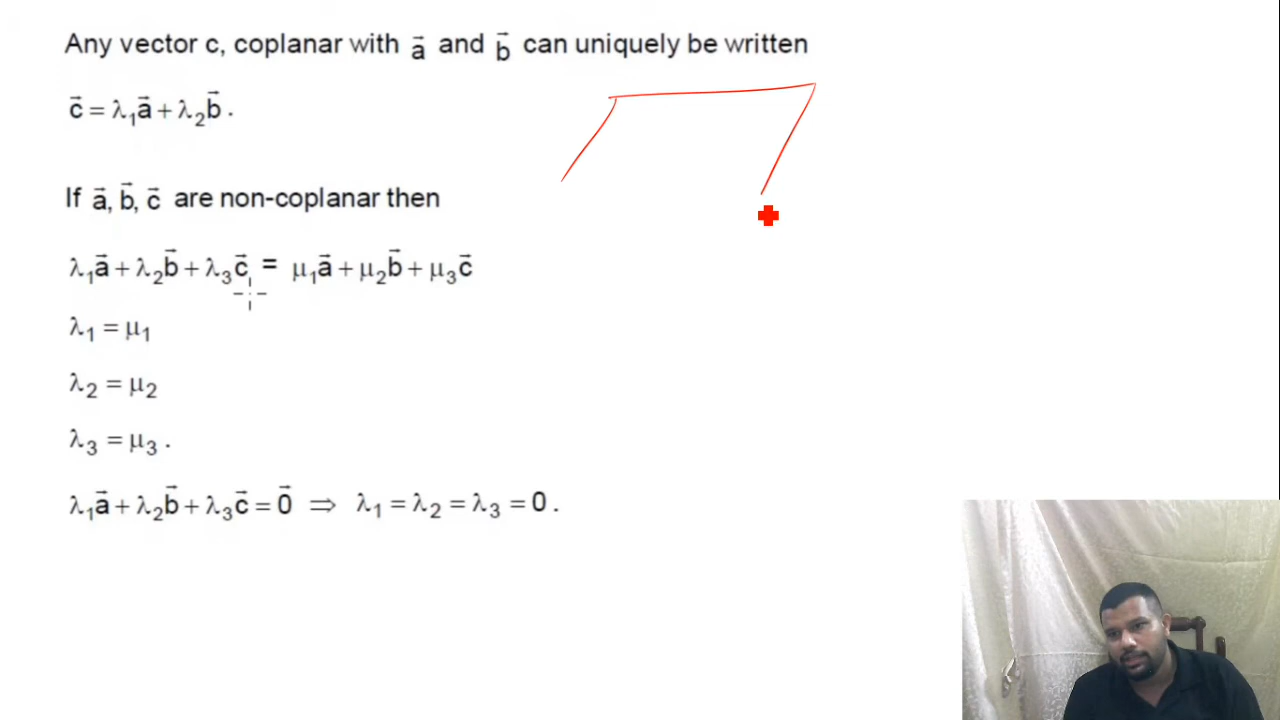 Any vector c, coplanar with a⃗ and b⃗ can uniquely be written
c⃗ = λ₁a⃗ + λ₂b⃗ .
If a⃗, b⃗, c⃗ are non-coplanar then
λ₁a⃗ + λ₂b⃗ + λ₃c⃗ = μ₁a⃗ + μ₂b⃗ + μ₃c⃗
λ₁ = μ₁
λ₂ = μ₂
λ₃ = μ₃ .
λ₁a⃗ + λ₂b⃗ + λ₃c⃗ = 0⃗ ⇒ λ₁ = λ₂ = λ₃ = 0 .